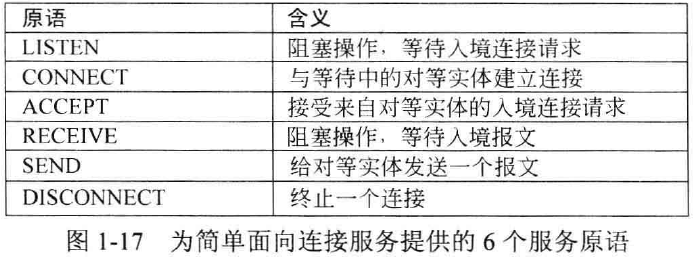 原语 含义
LISTEN 阻塞操作，等待入境连接请求
CONNECT 与等待中的对等实体建立连接
ACCEPT 接受来自对等实体的入境连接请求
RECEIVE 阻塞操作，等待入境报文
SEND 给对等实体发送一个报文
DISCONNECT 终止一个连接
图 1-17 为简单面向连接服务提供的 6 个服务原语